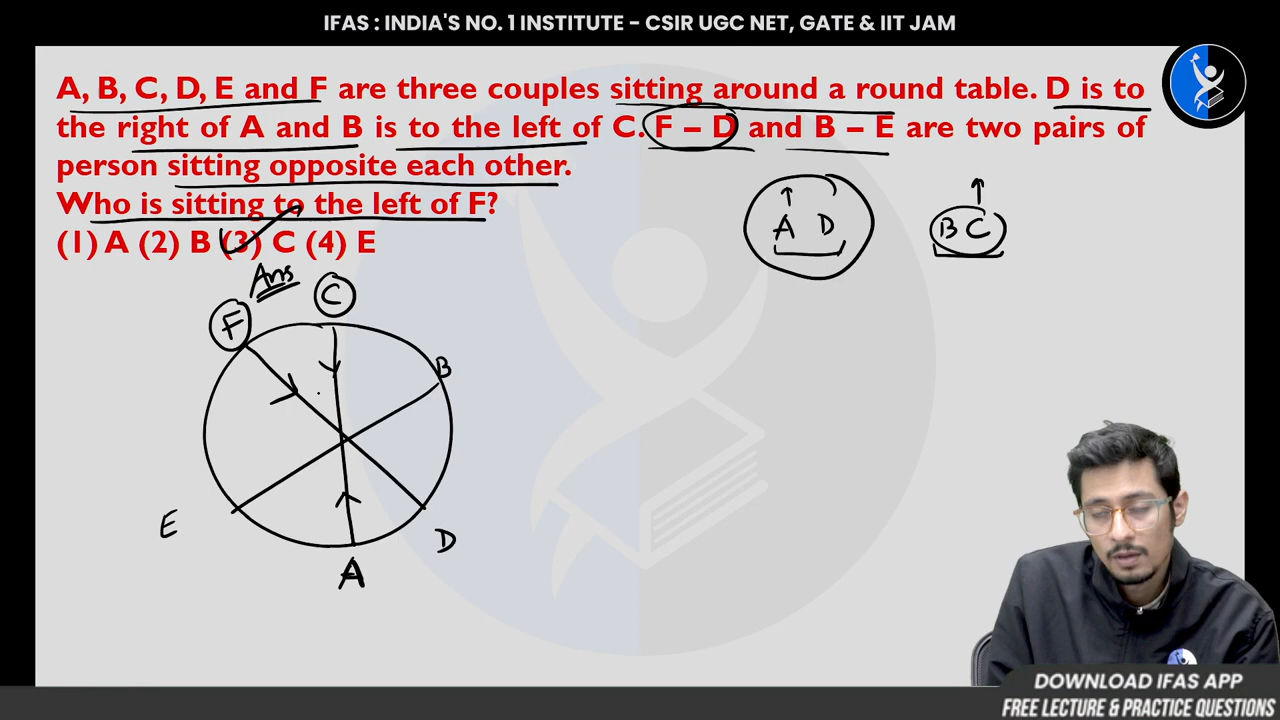 IFAS : INDIA'S NO. 1 INSTITUTE - CSIR UGC NET, GATE & IIT JAM
A, B, C, D, E and F are three couples sitting around a round table. D is to
the right of A and B is to the left of C. F – D and B – E are two pairs of
person sitting opposite each other.
Who is sitting to the left of F?
(1) A (2) B (3) C (4) E
A D
B C
Ans
C
F
B
E
D
A
DOWNLOAD IFAS APP
FREE LECTURE & PRACTICE QUESTIONS